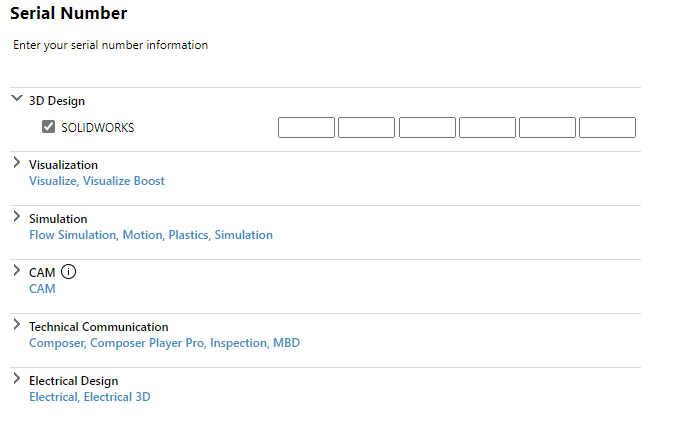 Serial Number
Enter your serial number information
3D Design
SOLIDWORKS
Visualization
Visualize, Visualize Boost
Simulation
Flow Simulation, Motion, Plastics, Simulation
CAM
CAM
Technical Communication
Composer, Composer Player Pro, Inspection, MBD
Electrical Design
Electrical, Electrical 3D